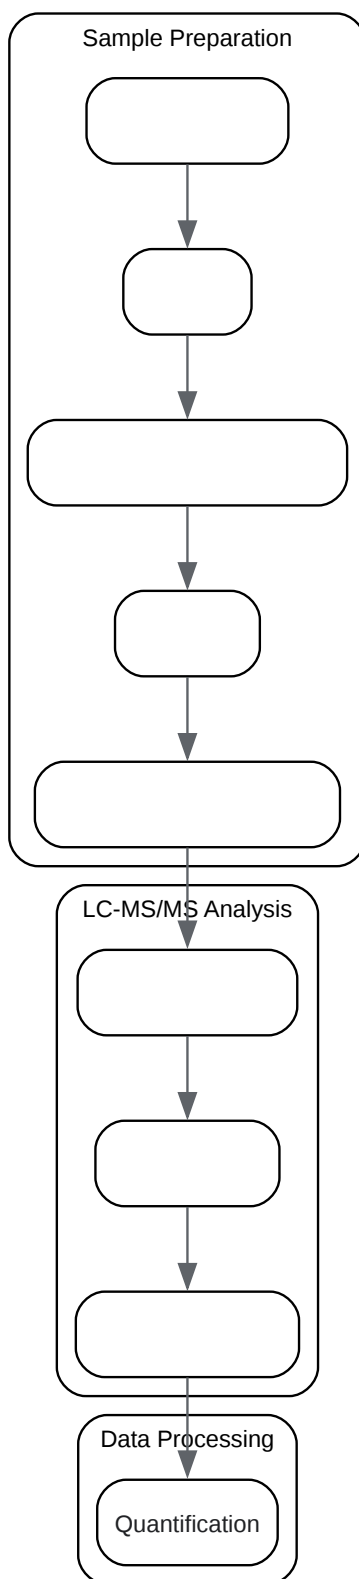 Sample Preparation
LC-MS/MS Analysis
Data Processing
Quantification